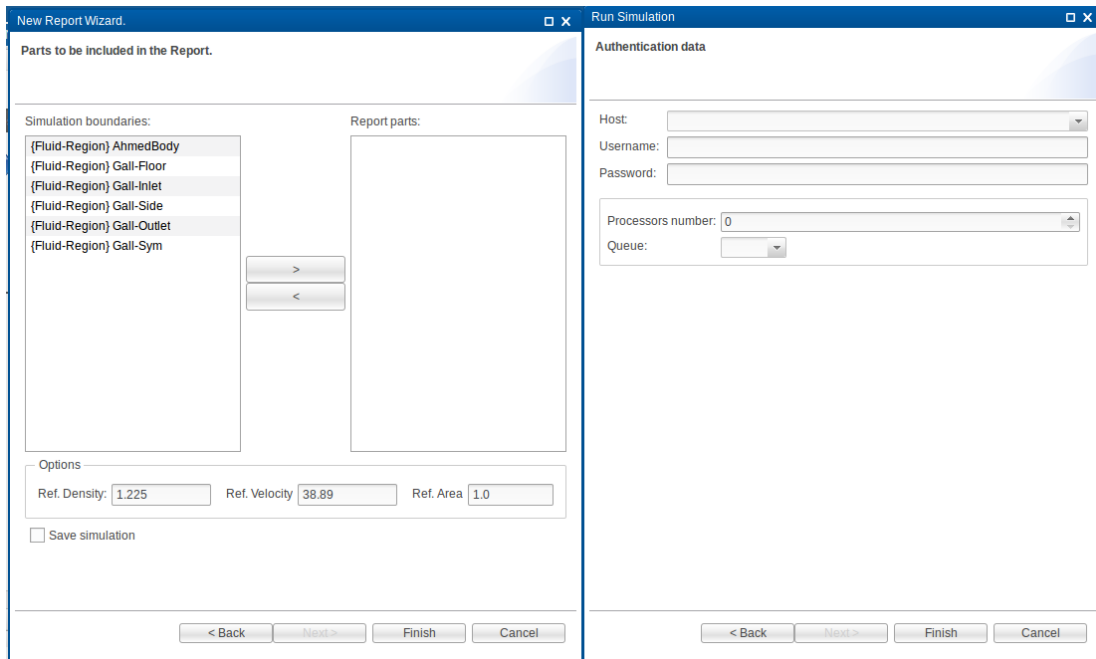 New Report Wizard.
Parts to be included in the Report.
Simulation boundaries:
Report parts:
{Fluid-Region} AhmedBody
{Fluid-Region} Gall-Floor
{Fluid-Region} Gall-Inlet
{Fluid-Region} Gall-Side
{Fluid-Region} Gall-Outlet
{Fluid-Region} Gall-Sym
>
<
Options
Ref. Density: 1.225 Ref. Velocity 38.89 Ref. Area 1.0
Save simulation
< Back Next > Finish Cancel
Run Simulation
Authentication data
Host:
Username:
Password:
Processors number: 0
Queue:
< Back Next > Finish Cancel